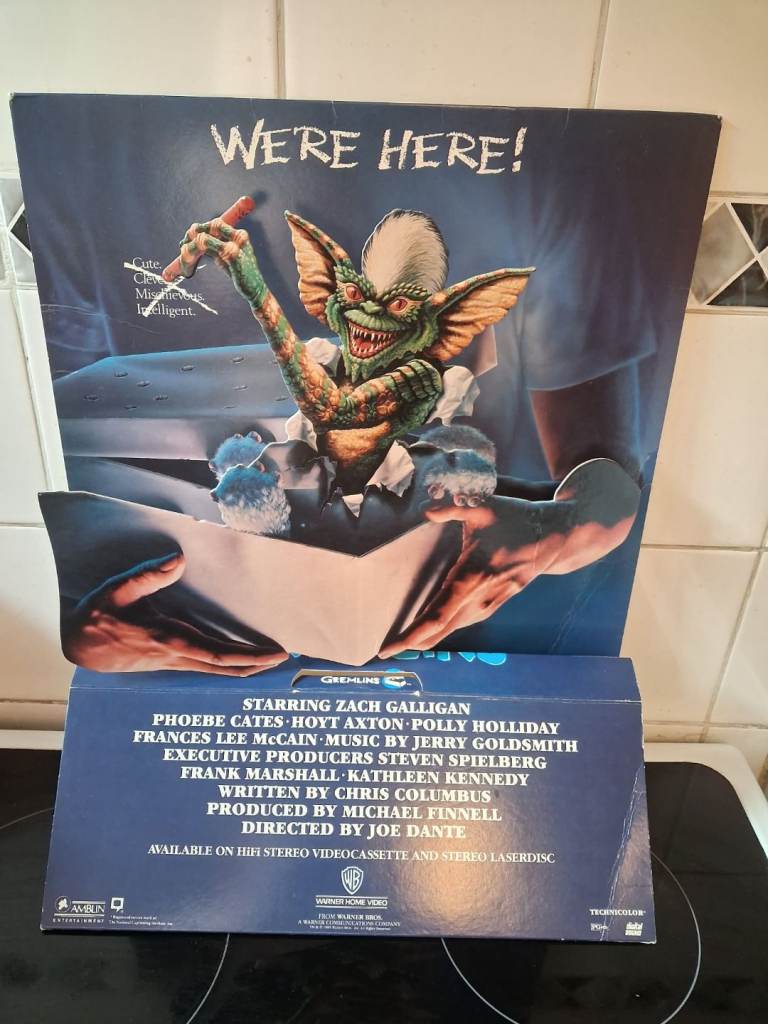 WE'RE HERE!
Cute.
Clever.
Mischievous.
Intelligent.
GREMLINS
STARRING ZACH GALLIGAN
PHOEBE CATES · HOYT AXTON · POLLY HOLLIDAY
FRANCES LEE McCAIN · MUSIC BY JERRY GOLDSMITH
EXECUTIVE PRODUCERS STEVEN SPIELBERG
FRANK MARSHALL · KATHLEEN KENNEDY
WRITTEN BY CHRIS COLUMBUS
PRODUCED BY MICHAEL FINNELL
DIRECTED BY JOE DANTE
AVAILABLE ON HiFi STEREO VIDEOCASSETTE AND STEREO LASERDISC
WB
WARNER HOME VIDEO
AMBLIN
ENTERTAINMENT
FROM WARNER BROS.
A WARNER COMMUNICATIONS COMPANY
TECHNICOLOR
digital